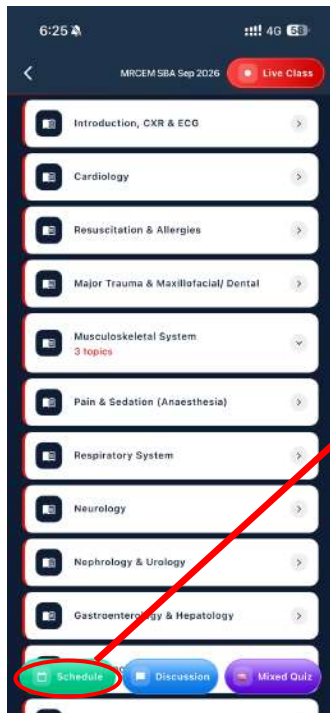 6:25 4G 58
MRCEM SBA Sep 2026 Live Class
Introduction, CXR & ECG
Cardiology
Resuscitation & Allergies
Major Trauma & Maxillofacial/ Dental
Musculoskeletal System
3 topics
Pain & Sedation (Anaesthesia)
Respiratory System
Neurology
Nephrology & Urology
Gastroenterology & Hepatology
Schedule Discussion Mixed Quiz